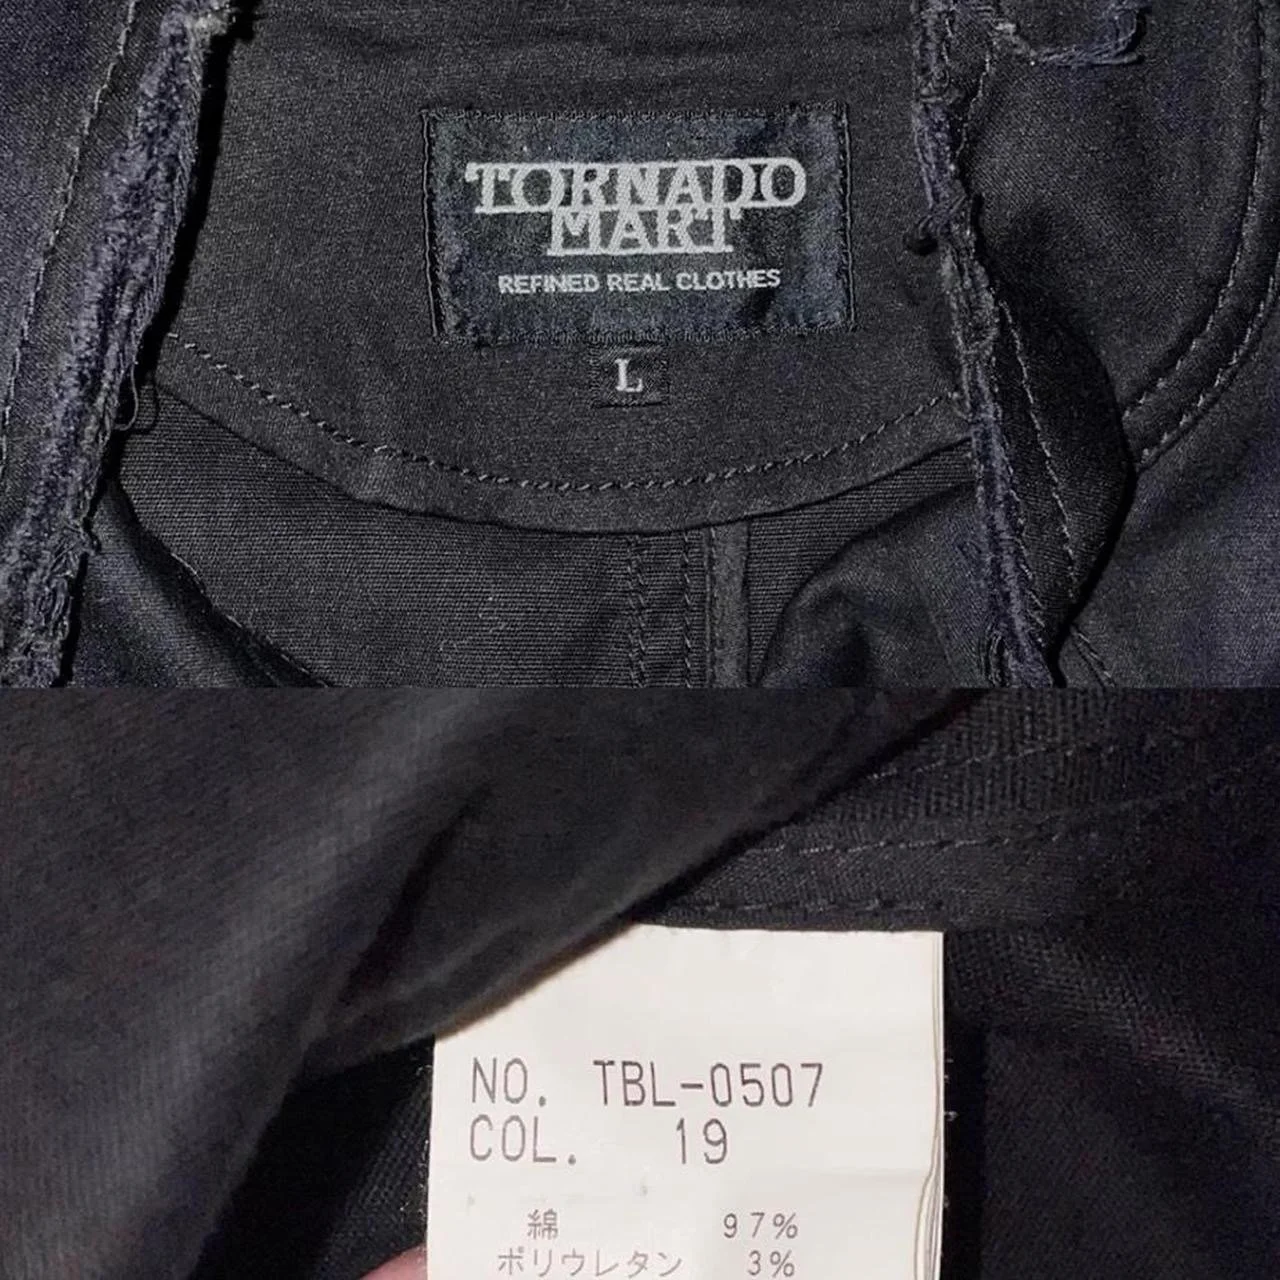 TORNADO
MART
REFINED REAL CLOTHES
L
NO. TBL-0507
COL. 19
綿 97%
ポリウレタン 3%